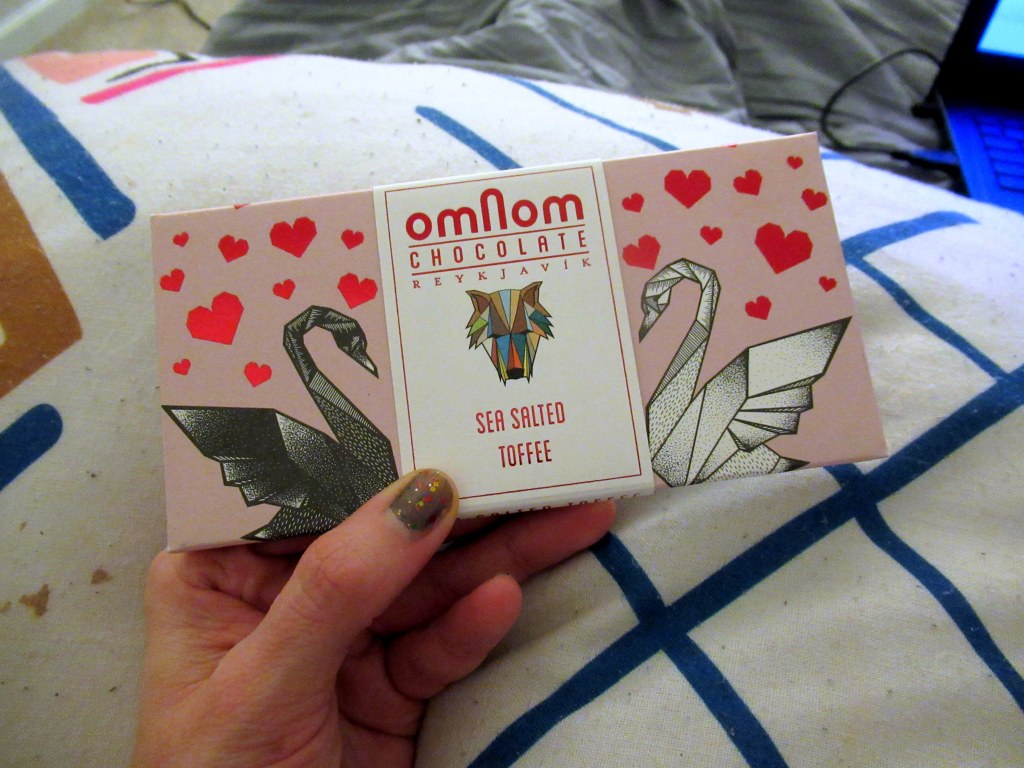 omnom
CHOCOLATE
REYKJAVÍK
SEA SALTED
TOFFEE